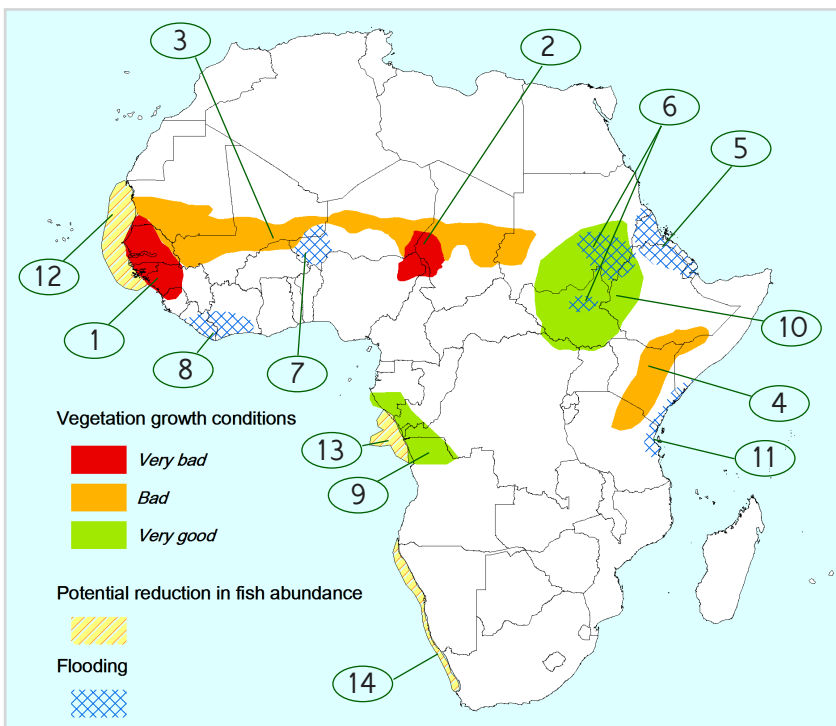 3
2
6
5
12
1
8
7
10
4
11
13
9
14
Vegetation growth conditions
Very bad
Bad
Very good
Potential reduction in fish abundance
Flooding